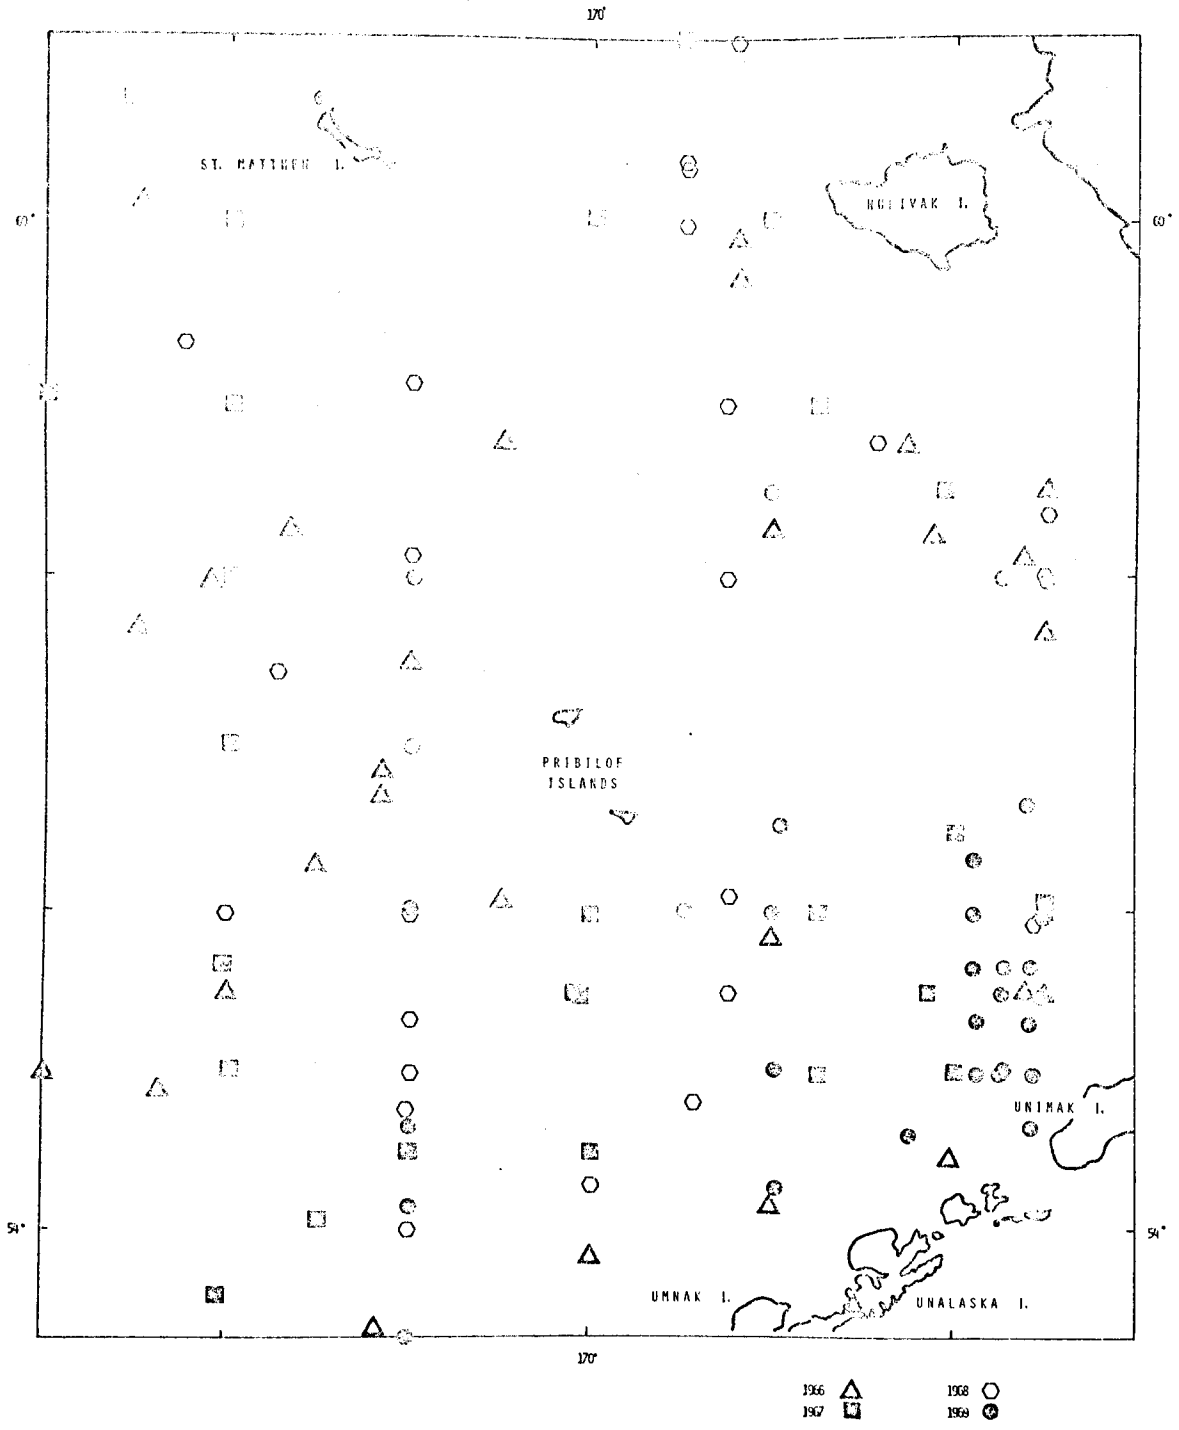 170°
ST. MATTHEW I.
NUNIVAK I.
60°
60°
PRIBILOF
ISLANDS
UNIMAK I.
54°
54°
UMNAK I.
UNALASKA I.
170°
1966
1968
1967
1969